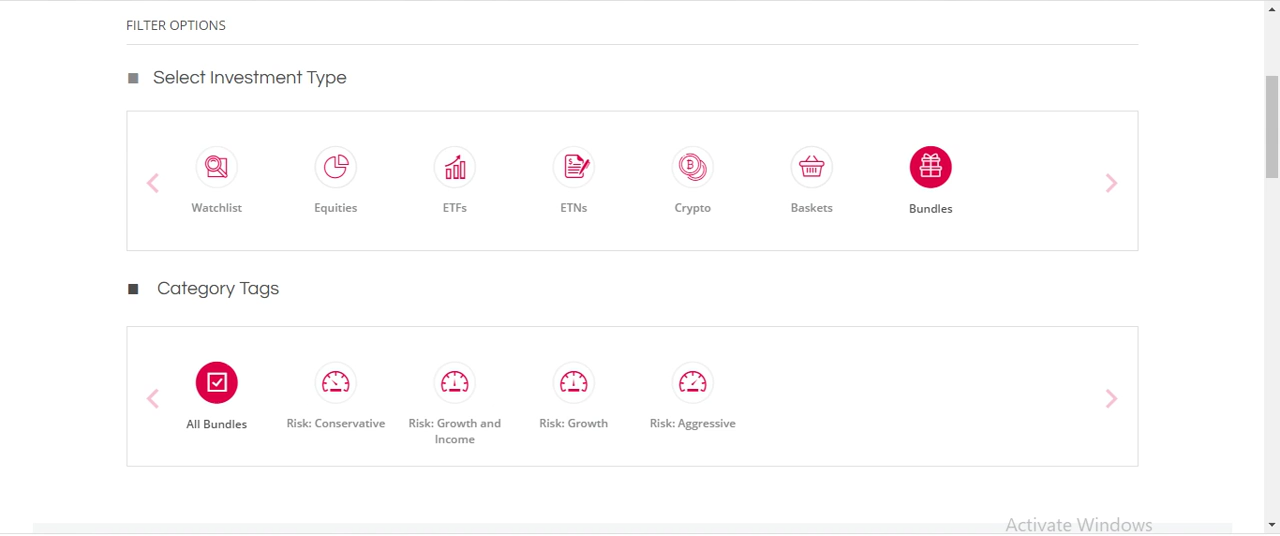 FILTER OPTIONS
Select Investment Type
Watchlist
Equities
ETFs
ETNs
Crypto
Baskets
Bundles
Category Tags
All Bundles
Risk: Conservative
Risk: Growth and
Income
Risk: Growth
Risk: Aggressive
Activate Windows